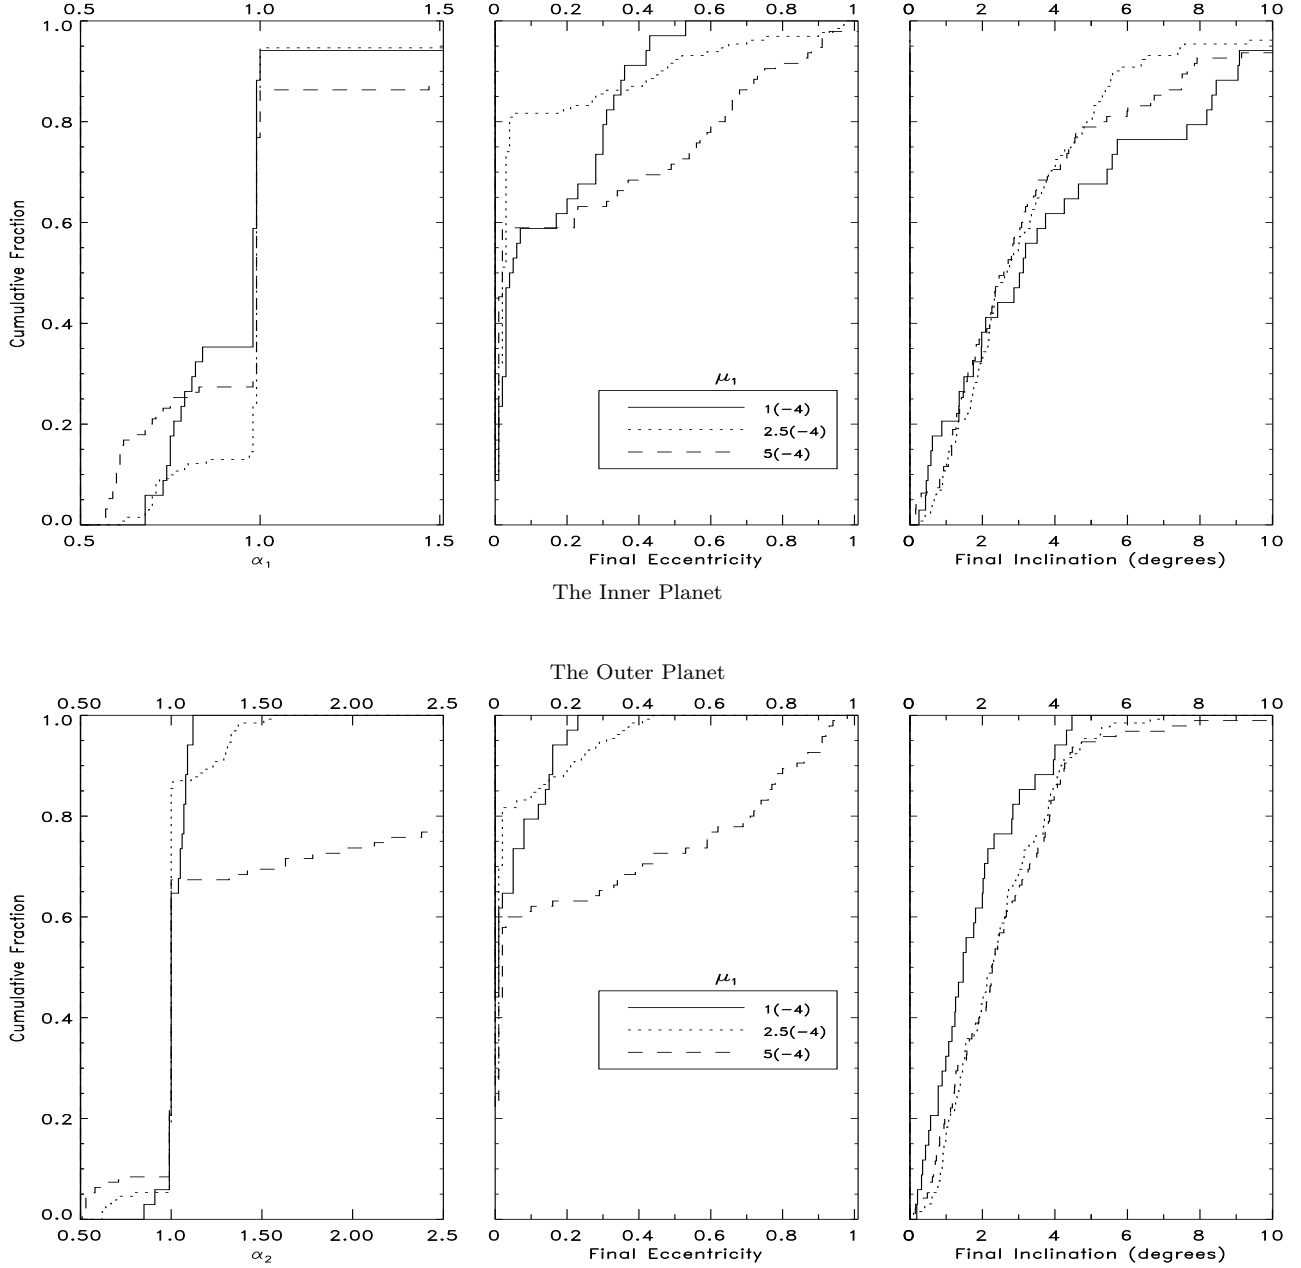 0.5 1.0 1.5
0 0.2 0.4 0.6 0.8 1
0 2 4 6 8 10
1.0
0.8
0.6
0.4
0.2
0.0
Cumulative Fraction
μ₁
1(−4)
2.5(−4)
5(−4)
0.5 1.0 1.5
0 0.2 0.4 0.6 0.8 1
0 2 4 6 8 10
α₁
Final Eccentricity
Final Inclination (degrees)
The Inner Planet
The Outer Planet
0.50 1.0 1.50 2.00 2.5
0 0.2 0.4 0.6 0.8 1
0 2 4 6 8 10
1.0
0.8
0.6
0.4
0.2
0.0
Cumulative Fraction
μ₁
1(−4)
2.5(−4)
5(−4)
0.50 1.0 1.50 2.00 2.5
0 0.2 0.4 0.6 0.8 1
0 2 4 6 8 10
α₂
Final Eccentricity
Final Inclination (degrees)